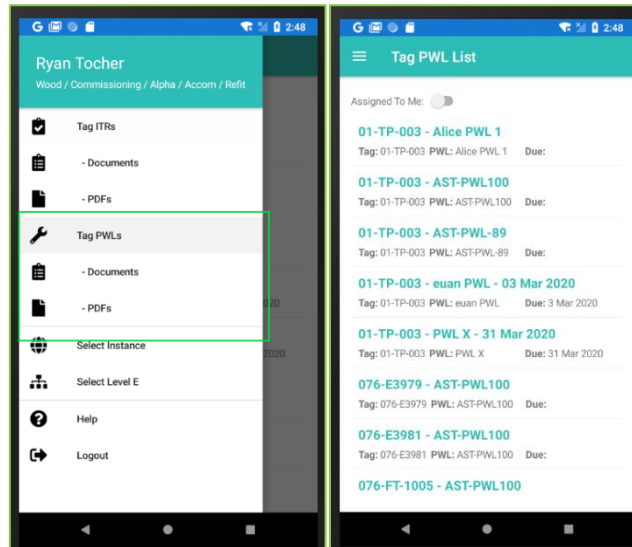 G 2:48
Ryan Tocher
Wood / Commissioning / Alpha / Accom / Refit
Tag ITRs
- Documents
- PDFs
Tag PWLs
- Documents
- PDFs
Select Instance
Select Level E
Help
Logout
020
2020
G 2:48
Tag PWL List
Assigned To Me:
01-TP-003 - Alice PWL 1
Tag: 01-TP-003 PWL: Alice PWL 1 Due:
01-TP-003 - AST-PWL100
Tag: 01-TP-003 PWL: AST-PWL100 Due:
01-TP-003 - AST-PWL-89
Tag: 01-TP-003 PWL: AST-PWL-89 Due:
01-TP-003 - euan PWL - 03 Mar 2020
Tag: 01-TP-003 PWL: euan PWL Due: 3 Mar 2020
01-TP-003 - PWL X - 31 Mar 2020
Tag: 01-TP-003 PWL: PWL X Due: 31 Mar 2020
076-E3979 - AST-PWL100
Tag: 076-E3979 PWL: AST-PWL100 Due:
076-E3981 - AST-PWL100
Tag: 076-E3981 PWL: AST-PWL100 Due:
076-FT-1005 - AST-PWL100